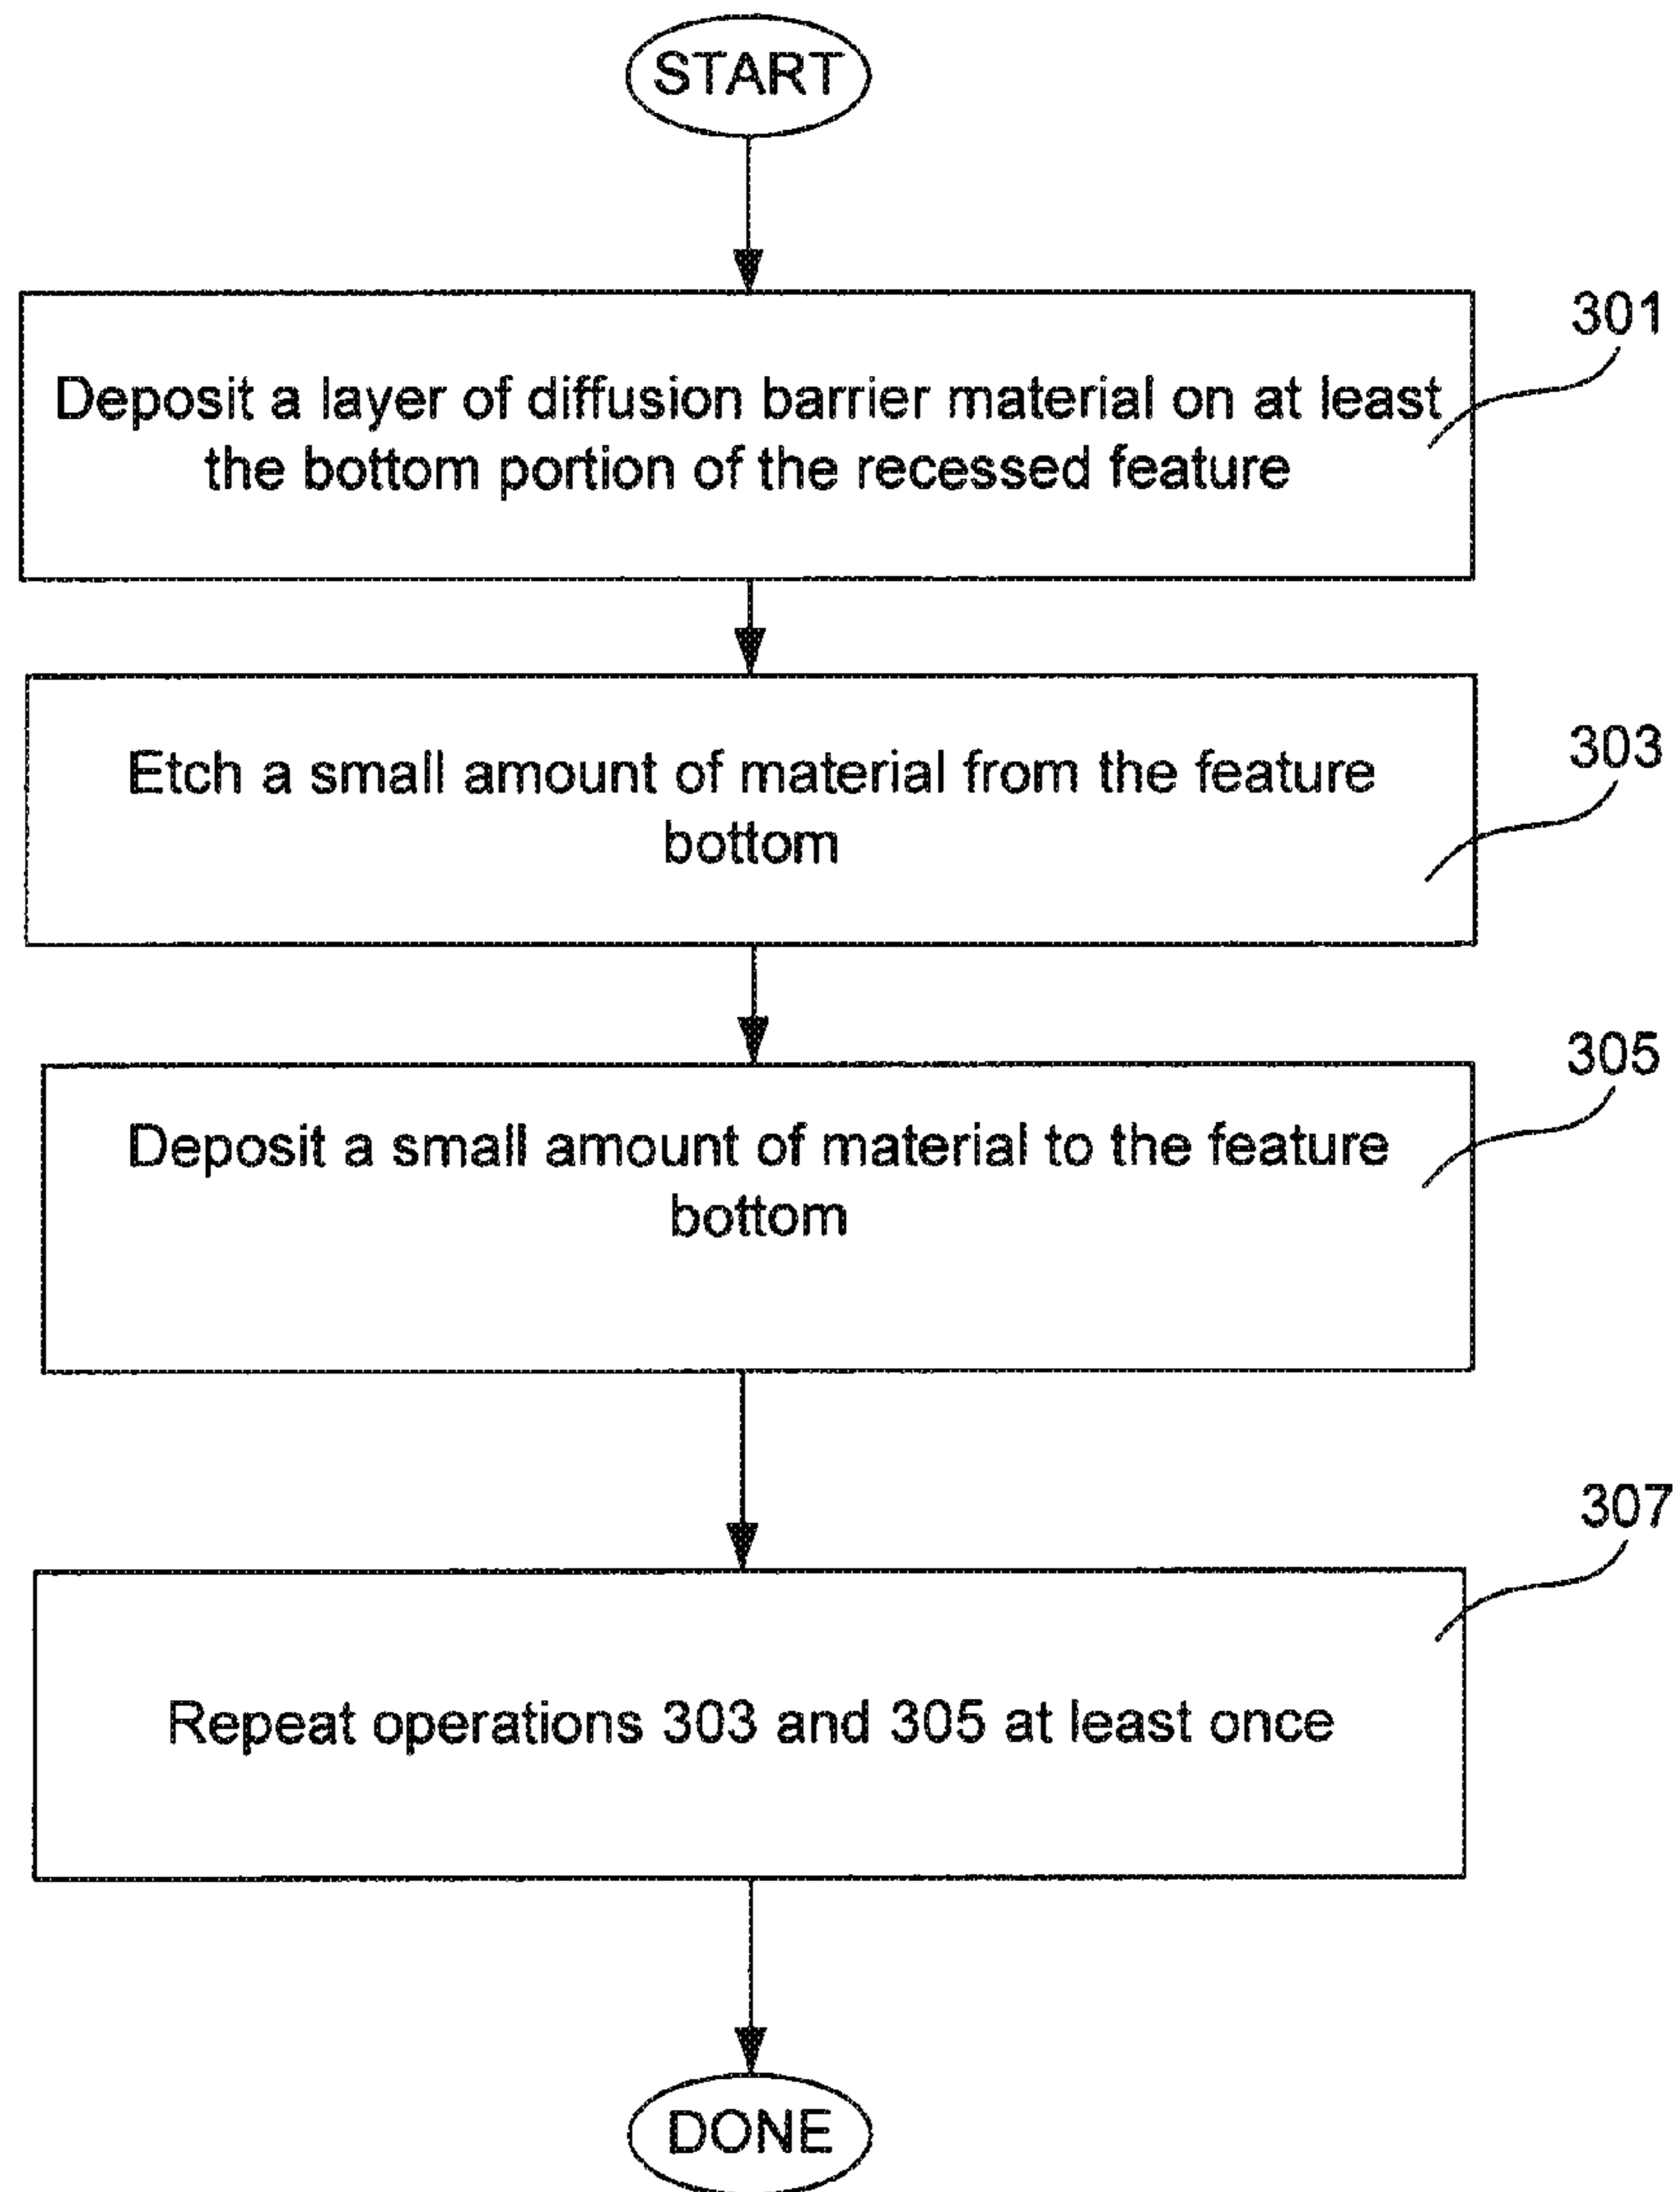 START
301
Deposit a layer of diffusion barrier material on at least
the bottom portion of the recessed feature
303
Etch a small amount of material from the feature
bottom
305
Deposit a small amount of material to the feature
bottom
307
Repeat operations 303 and 305 at least once
DONE